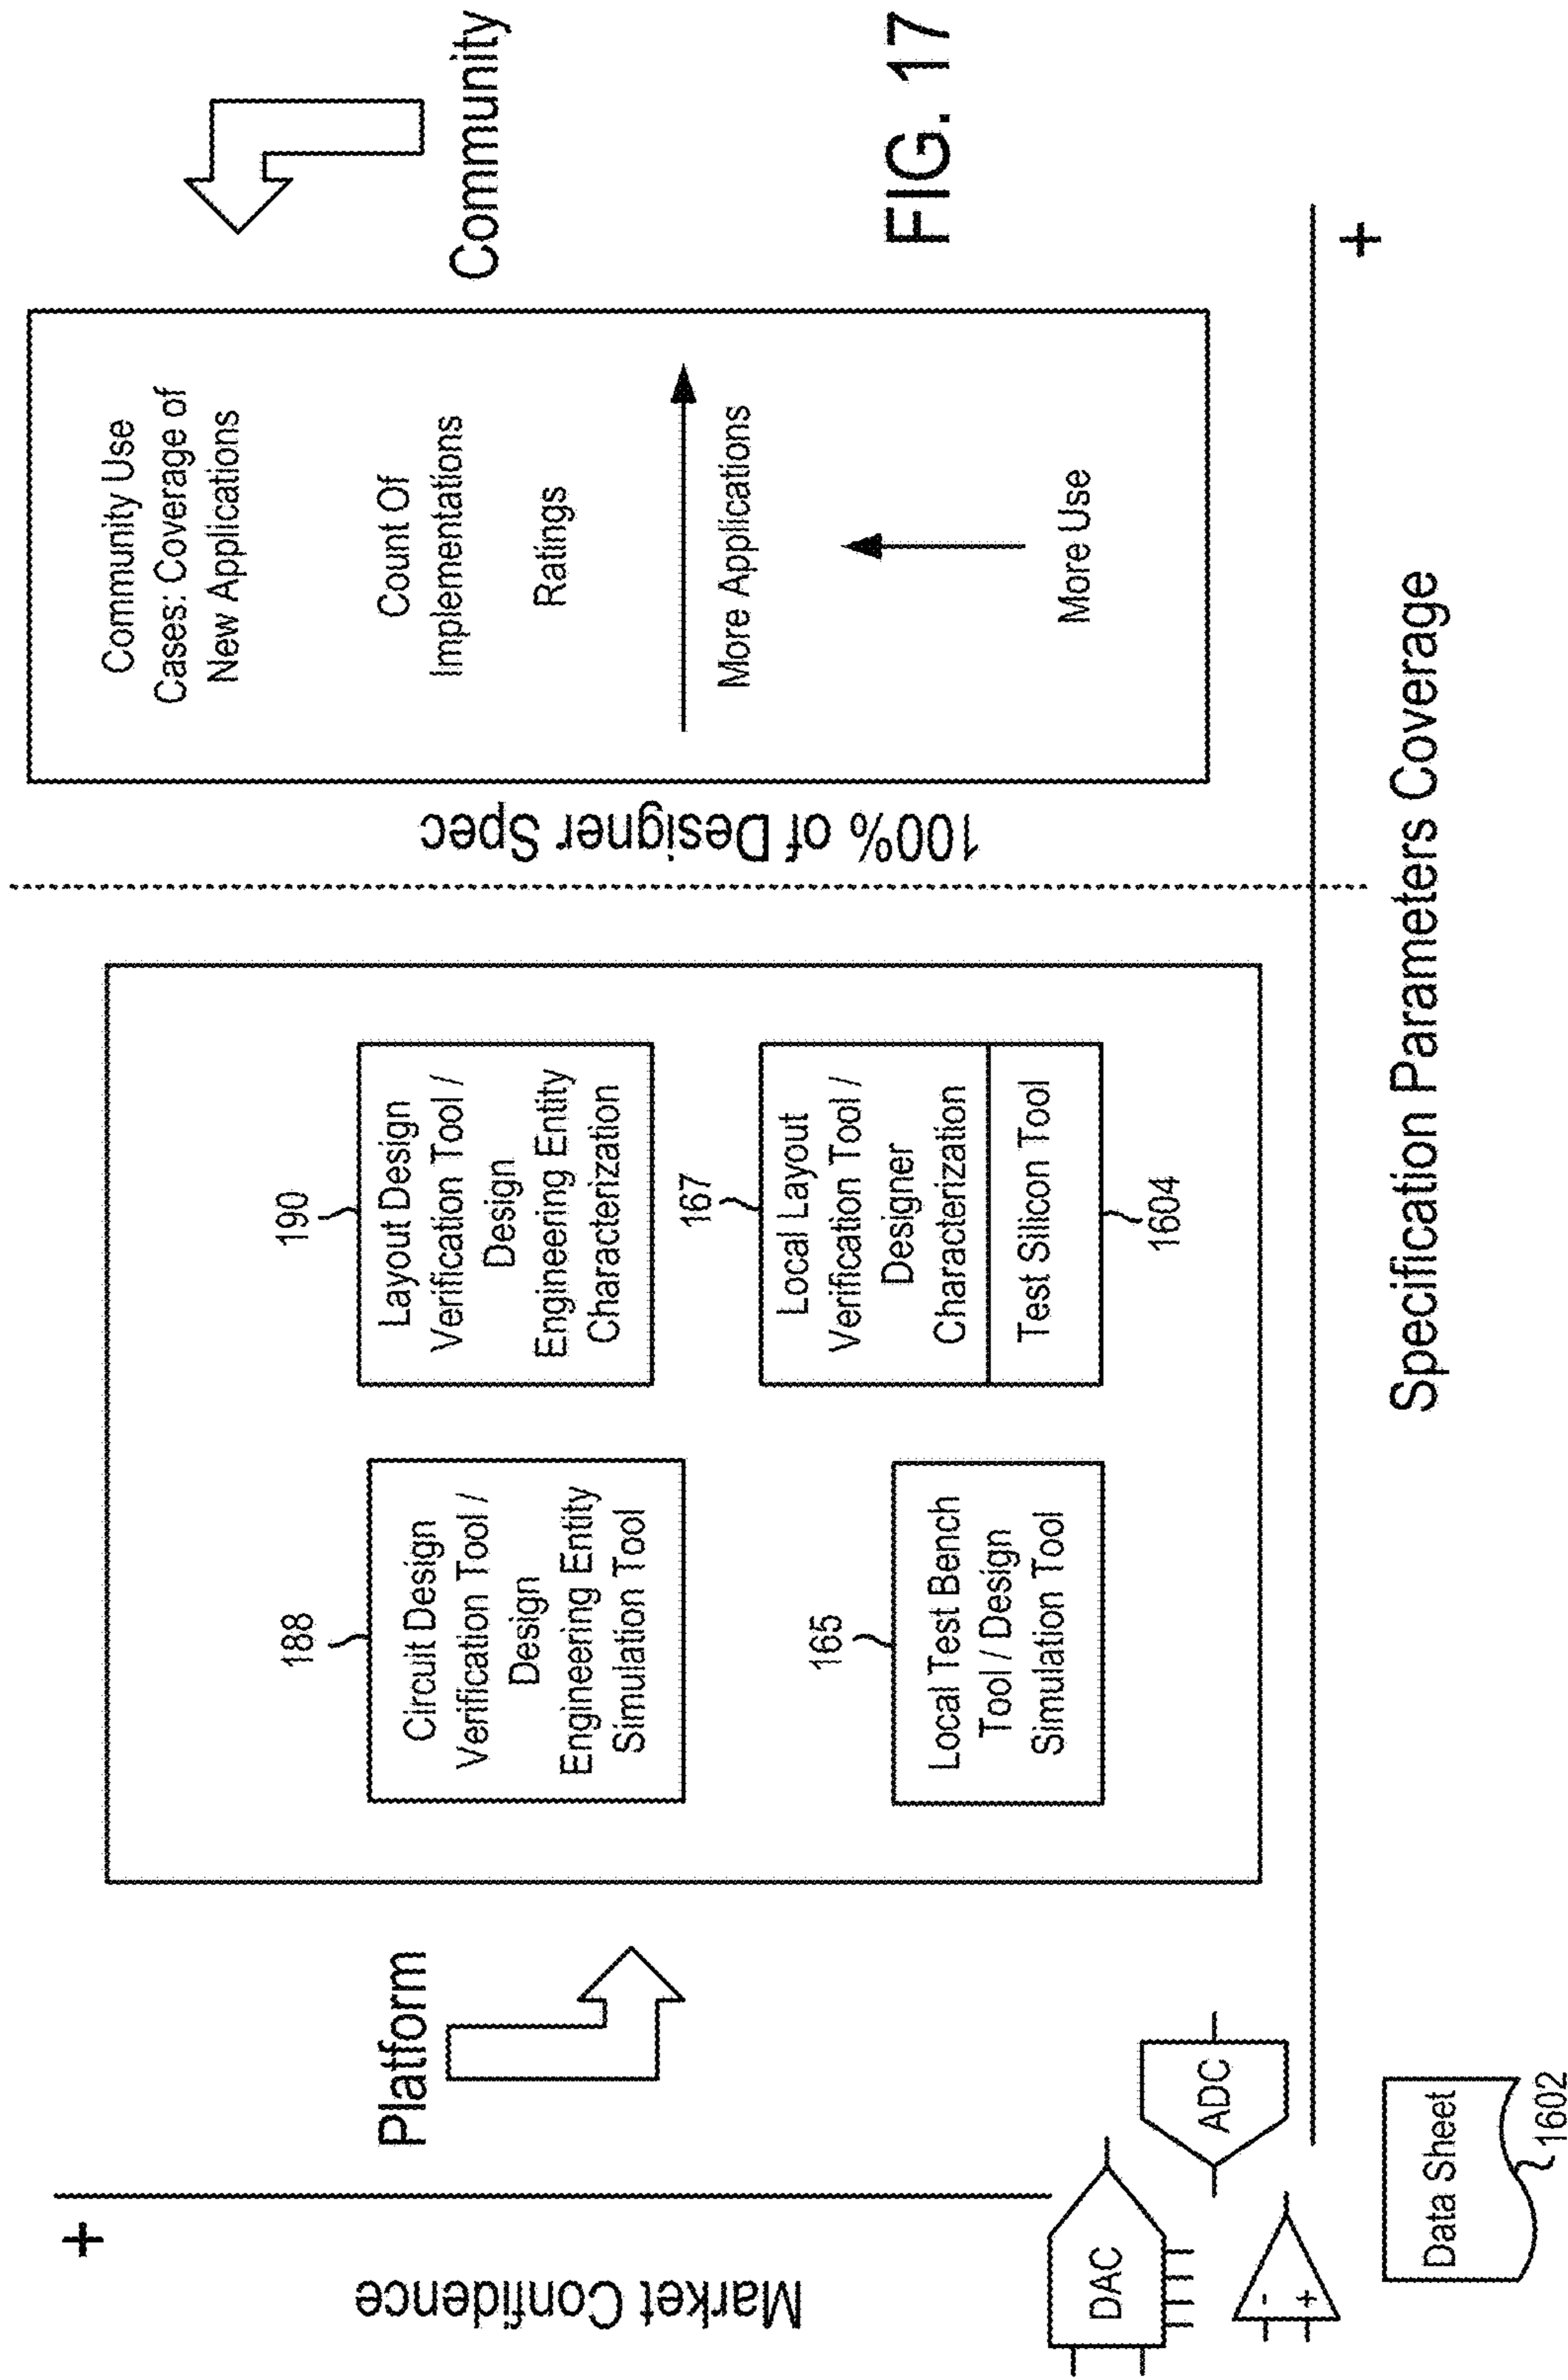 +
Market Confidence
Platform
188
Circuit Design
Verification Tool /
Design
Engineering Entity
Simulation Tool
190
Layout Design
Verification Tool /
Design
Engineering Entity
Characterization
165
Local Test Bench
Tool / Design
Simulation Tool
167
Local Layout
Verification Tool /
Designer
Characterization
Test Silicon Tool
1604
100% of Designer Spec
Community Use
Cases: Coverage of
New Applications
Count Of
Implementations
Ratings
More Applications
More Use
Community
DAC
ADC
-
+
Data Sheet
1602
Specification Parameters Coverage
+
FIG. 17